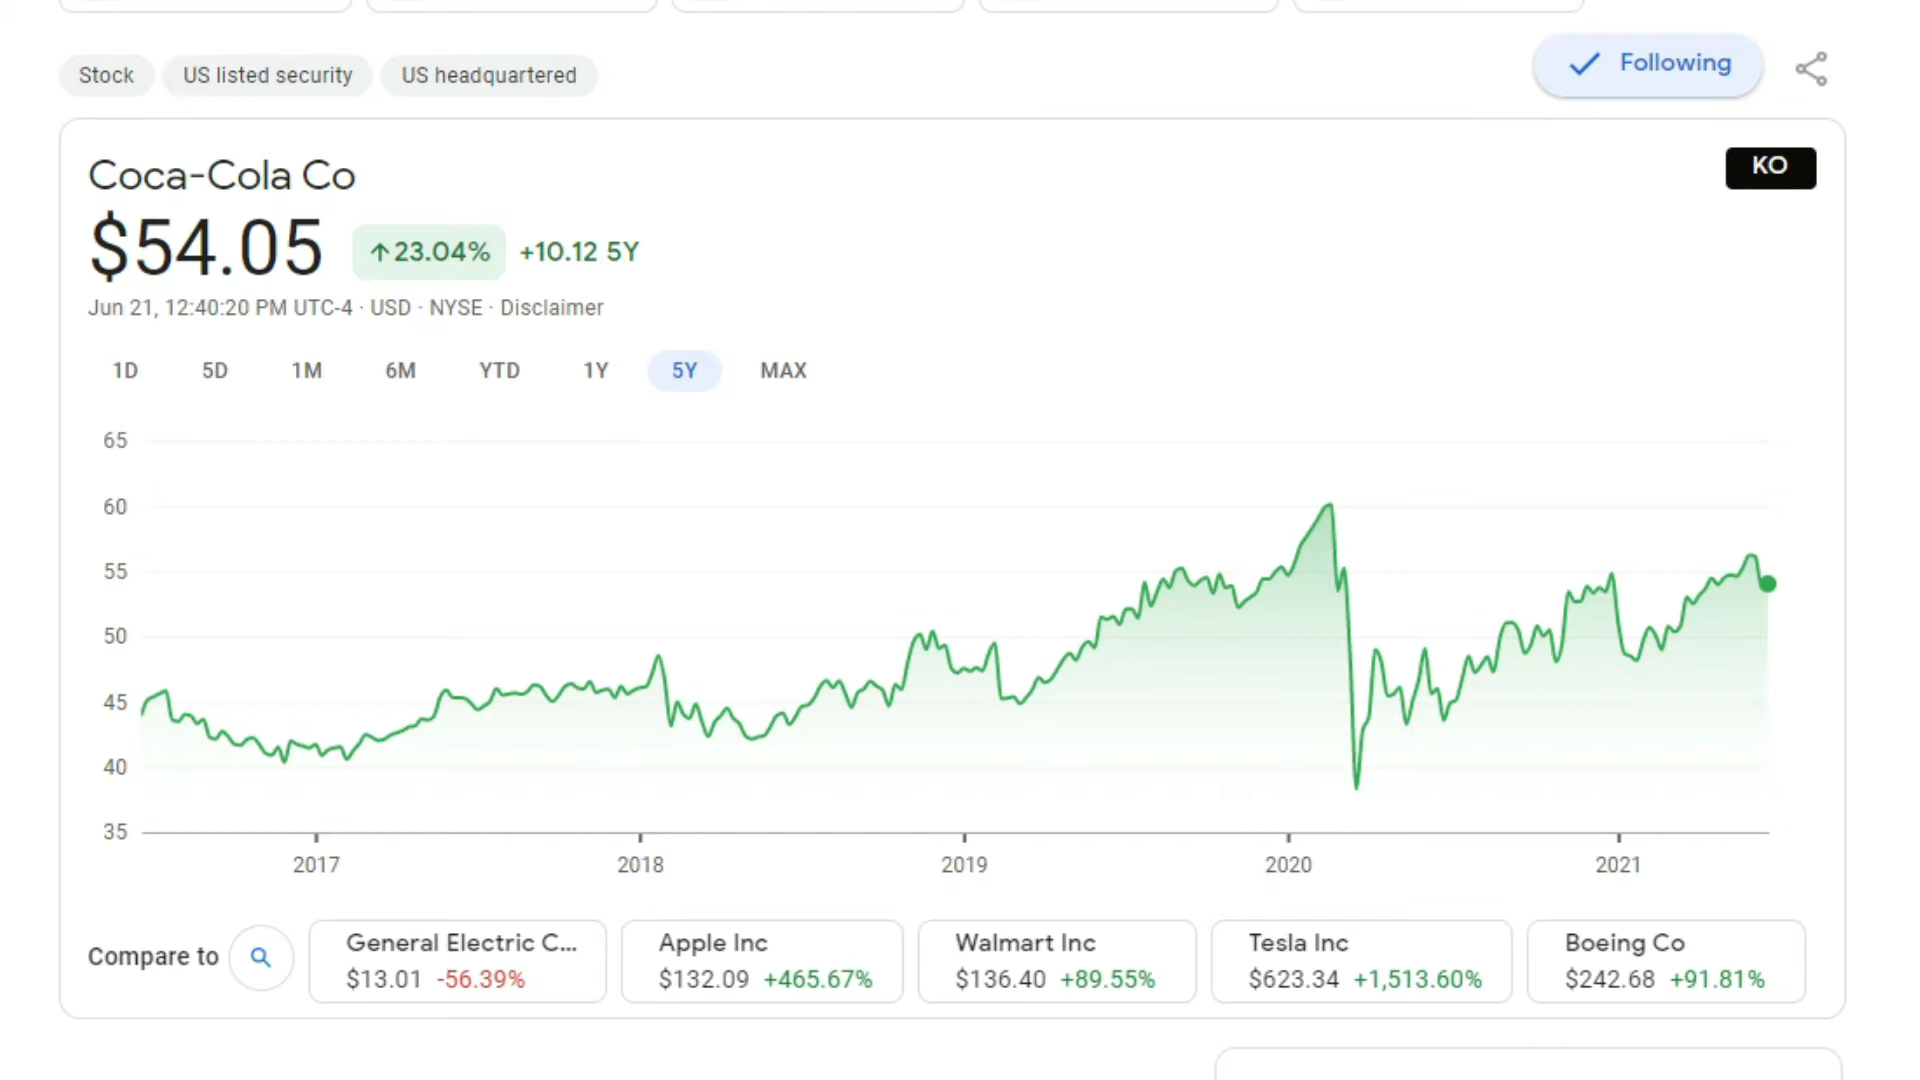 Stock US listed security US headquartered
Following
Coca-Cola Co
KO
$54.05 ↑23.04% +10.12 5Y
Jun 21, 12:40:20 PM UTC-4 · USD · NYSE · Disclaimer
1D 5D 1M 6M YTD 1Y 5Y MAX
65
60
55
50
45
40
35
2017 2018 2019 2020 2021
Compare to
General Electric C...
$13.01 -56.39%
Apple Inc
$132.09 +465.67%
Walmart Inc
$136.40 +89.55%
Tesla Inc
$623.34 +1,513.60%
Boeing Co
$242.68 +91.81%